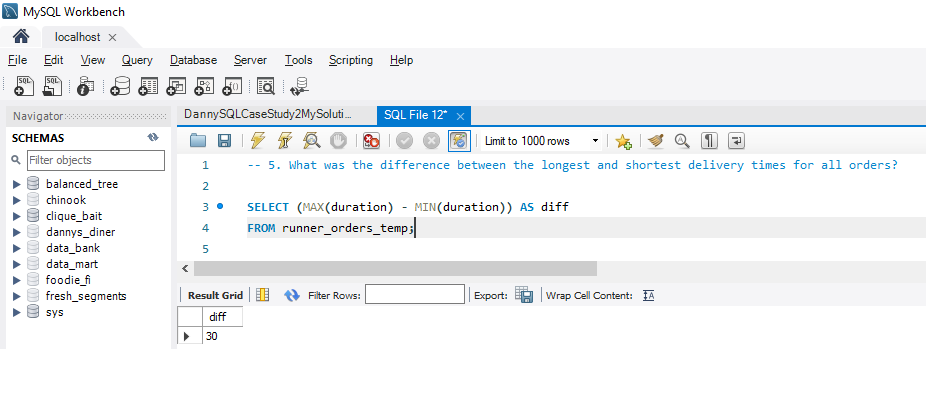 MySQL Workbench
localhost
File Edit View Query Database Server Tools Scripting Help
Navigator
DannySQLCaseStudy2MySoluti...
SQL File 12*
SCHEMAS
Filter objects
balanced_tree
chinook
clique_bait
dannys_diner
data_bank
data_mart
foodie_fi
fresh_segments
sys
Limit to 1000 rows
1 -- 5. What was the difference between the longest and shortest delivery times for all orders?
2
3 SELECT (MAX(duration) - MIN(duration)) AS diff
4 FROM runner_orders_temp;
5
Result Grid Filter Rows: Export: Wrap Cell Content:
diff
30